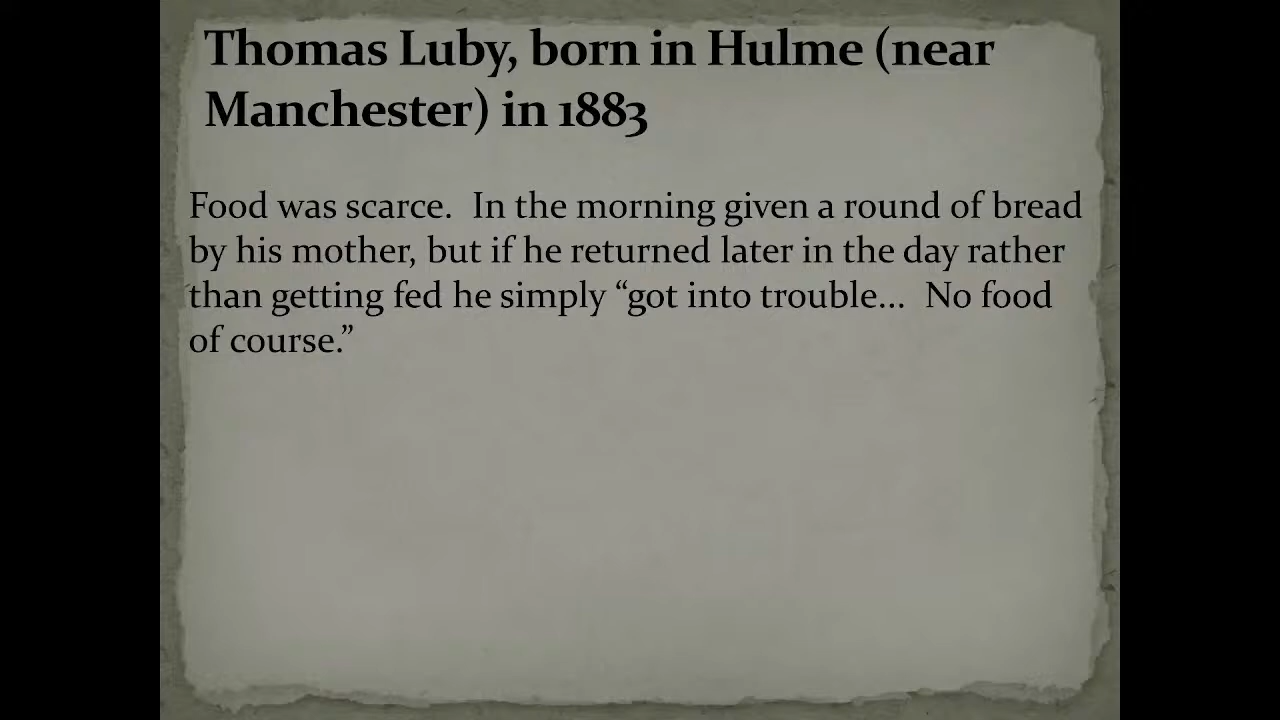 Thomas Luby, born in Hulme (near
Manchester) in 1883
Food was scarce.  In the morning given a round of bread
by his mother, but if he returned later in the day rather
than getting fed he simply “got into trouble…  No food
of course.”